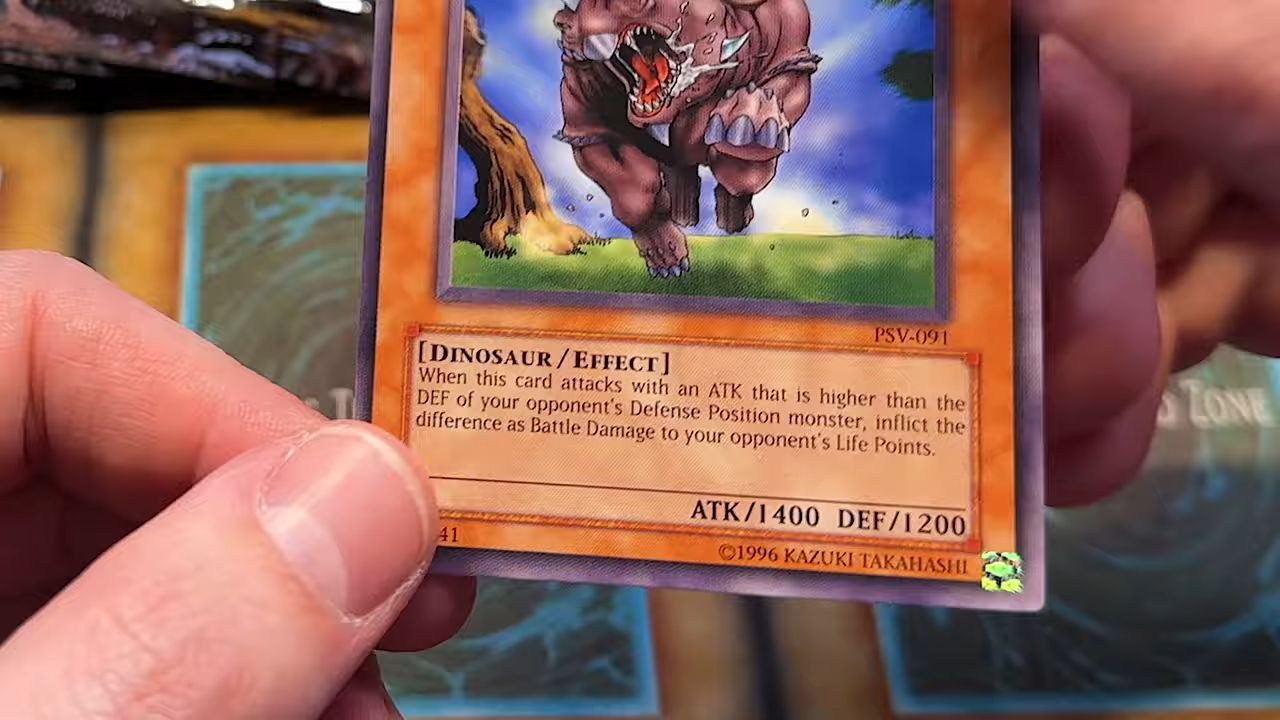 PSV-091
[DINOSAUR/EFFECT]
When this card attacks with an ATK that is higher than the
DEF of your opponent's Defense Position monster, inflict the
difference as Battle Damage to your opponent's Life Points.
ATK/1400 DEF/1200
41
©1996 KAZUKI TAKAHASHI
ZONE